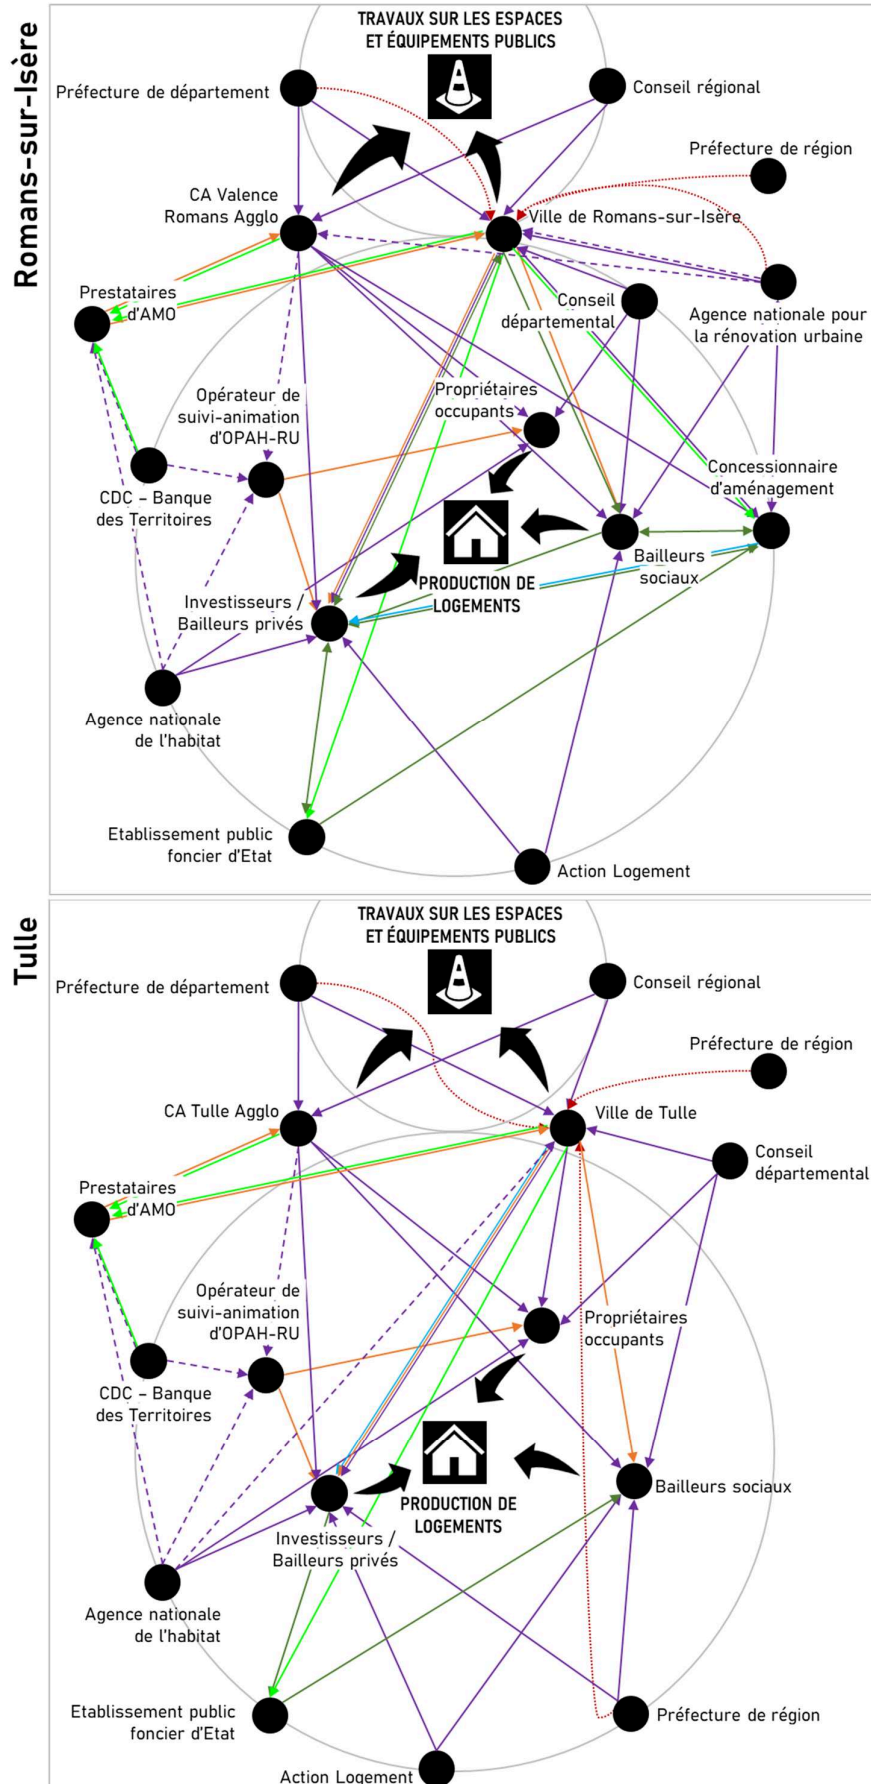 Romans-sur-Isère
TRAVAUX SUR LES ESPACES
ET ÉQUIPEMENTS PUBLICS
Préfecture de département
Conseil régional
Préfecture de région
CA Valence
Romans Agglo
Ville de Romans-sur-Isère
Prestataires
d'AMO
Conseil
départemental
Agence nationale pour
la rénovation urbaine
Opérateur de
suivi-animation
d'OPAH-RU
Propriétaires
occupants
CDC – Banque
des Territoires
Concessionnaire
d'aménagement
Bailleurs
sociaux
PRODUCTION DE
LOGEMENTS
Investisseurs /
Bailleurs privés
Agence nationale
de l'habitat
Etablissement public
foncier d'Etat
Action Logement
Tulle
TRAVAUX SUR LES ESPACES
ET ÉQUIPEMENTS PUBLICS
Préfecture de département
Conseil régional
Préfecture de région
CA Tulle Agglo
Ville de Tulle
Conseil
départemental
Prestataires
d'AMO
Opérateur de
suivi-animation
d'OPAH-RU
Propriétaires
occupants
CDC – Banque
des Territoires
Bailleurs sociaux
PRODUCTION DE
LOGEMENTS
Investisseurs /
Bailleurs privés
Agence nationale
de l'habitat
Etablissement public
foncier d'Etat
Préfecture de région
Action Logement